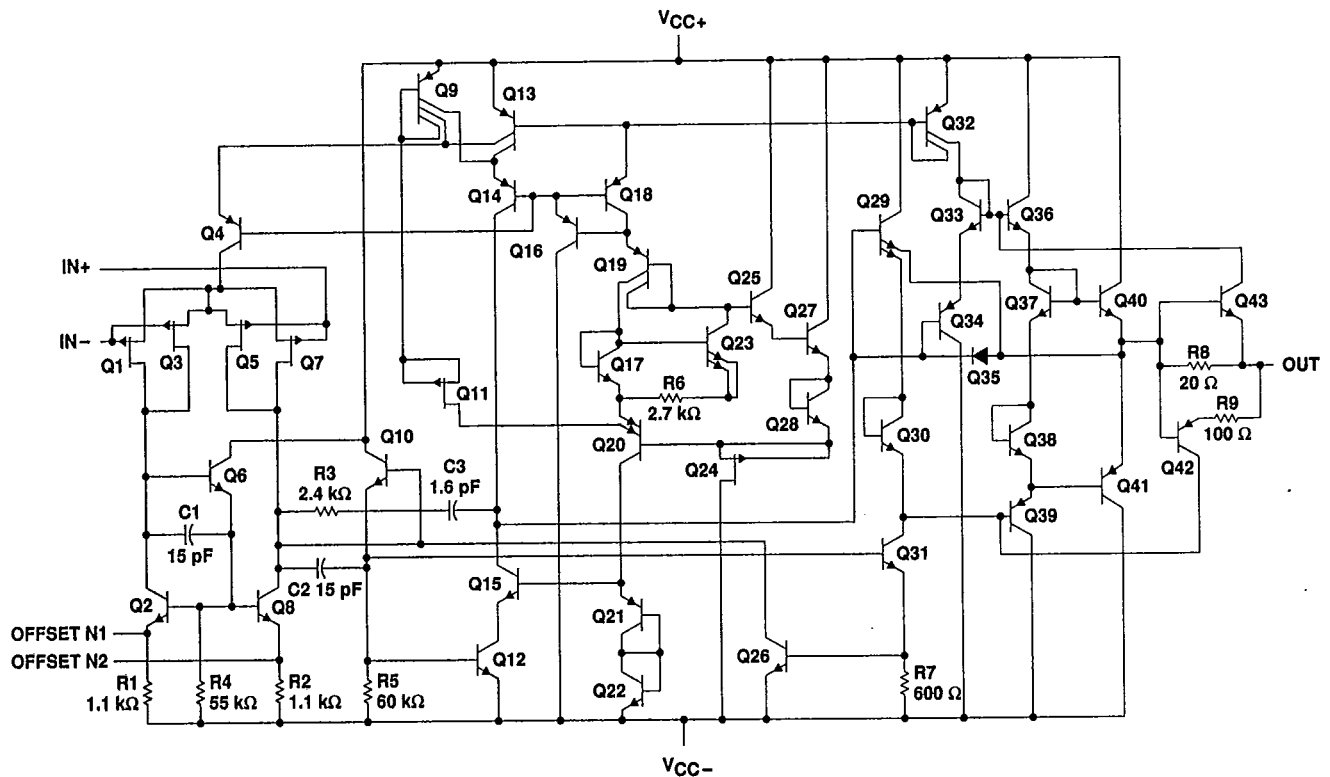 VCC+
Q9
Q13
Q32
Q14
Q18
Q29
Q33
Q36
Q4
Q16
Q19
IN+
Q25
Q37
Q40
Q43
Q27
Q34
IN−
Q1
Q3
Q5
Q7
Q23
Q17
Q35
R8
20 Ω
OUT
Q11
R6
2.7 kΩ
R9
100 Ω
Q28
Q10
Q20
Q30
Q38
Q42
Q6
R3
2.4 kΩ
C3
1.6 pF
Q24
Q41
C1
15 pF
Q39
Q31
C2 15 pF
Q15
Q2
Q8
Q21
OFFSET N1
OFFSET N2
Q12
Q26
R1
1.1 kΩ
R4
55 kΩ
R2
1.1 kΩ
R5
60 kΩ
Q22
R7
600 Ω
VCC−